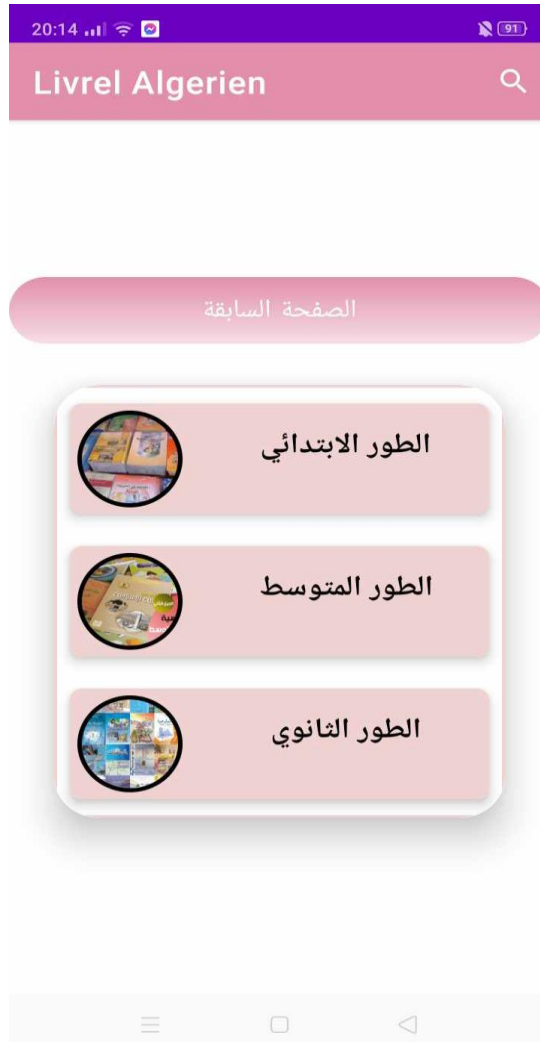 20:14
91
Livrel Algerien
الصفحة السابقة
الطور الابتدائي
الطور المتوسط
الطور الثانوي